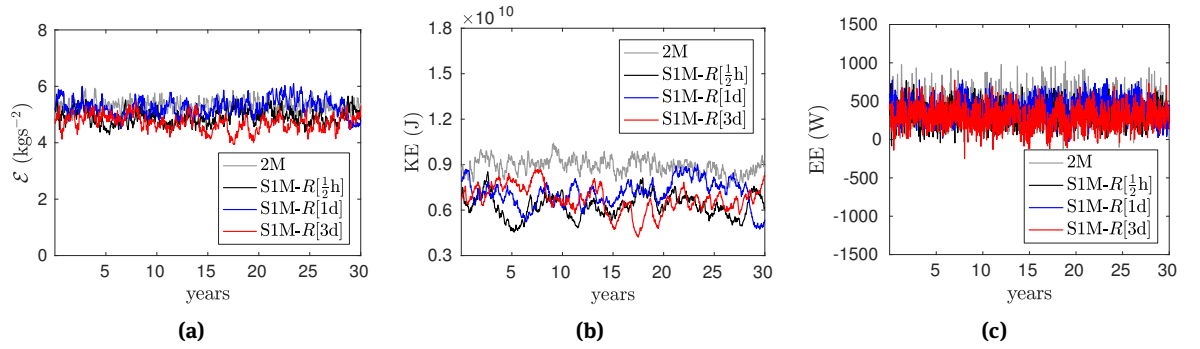 8
6
4
2
0
ℰ (kgs⁻²)
5 10 15 20 25 30
years
2M
S1M-R[½h]
S1M-R[1d]
S1M-R[3d]
(a)
× 10¹⁰
1.8
1.5
1.2
0.9
0.6
0.3
KE (J)
5 10 15 20 25 30
years
2M
S1M-R[½h]
S1M-R[1d]
S1M-R[3d]
(b)
1500
1000
500
0
-500
-1000
-1500
EE (W)
5 10 15 20 25 30
years
2M
S1M-R[½h]
S1M-R[1d]
S1M-R[3d]
(c)